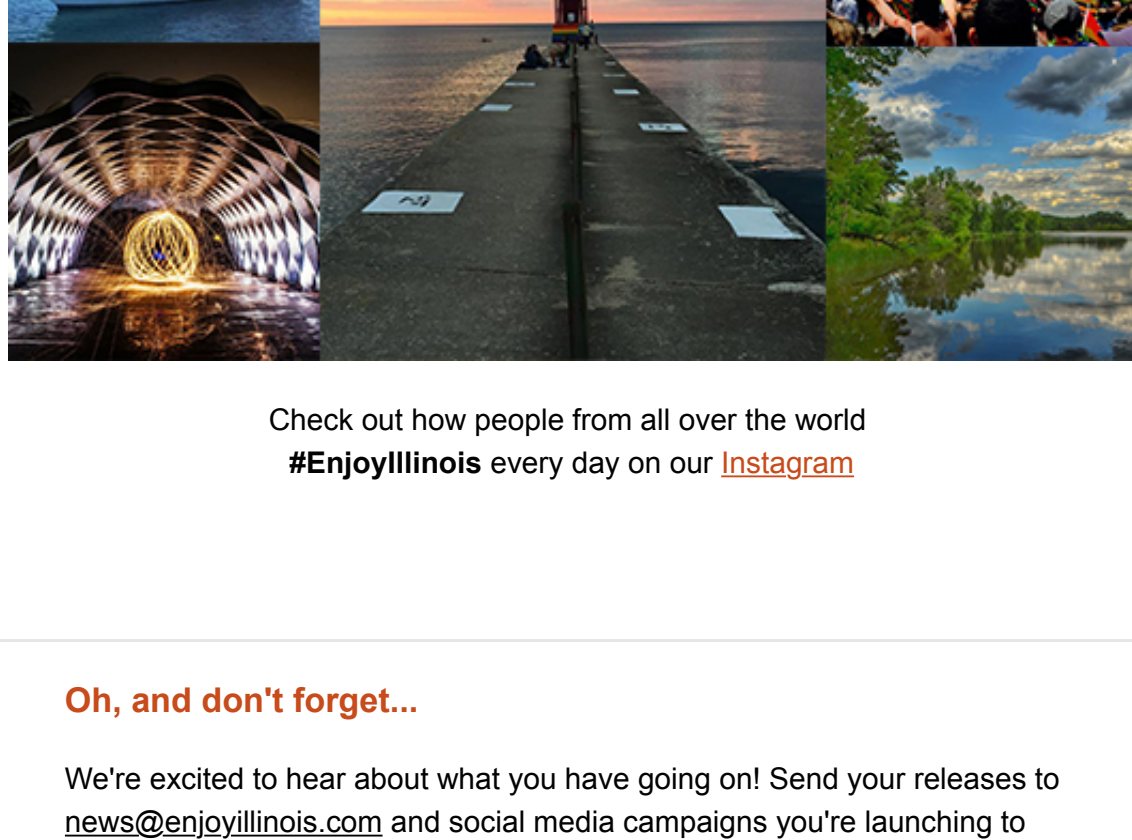 Check out how people from all over the world
#EnjoyIllinois every day on our Instagram
Oh, and don't forget...
We're excited to hear about what you have going on! Send your releases to
news@enjoyillinois.com and social media campaigns you're launching to